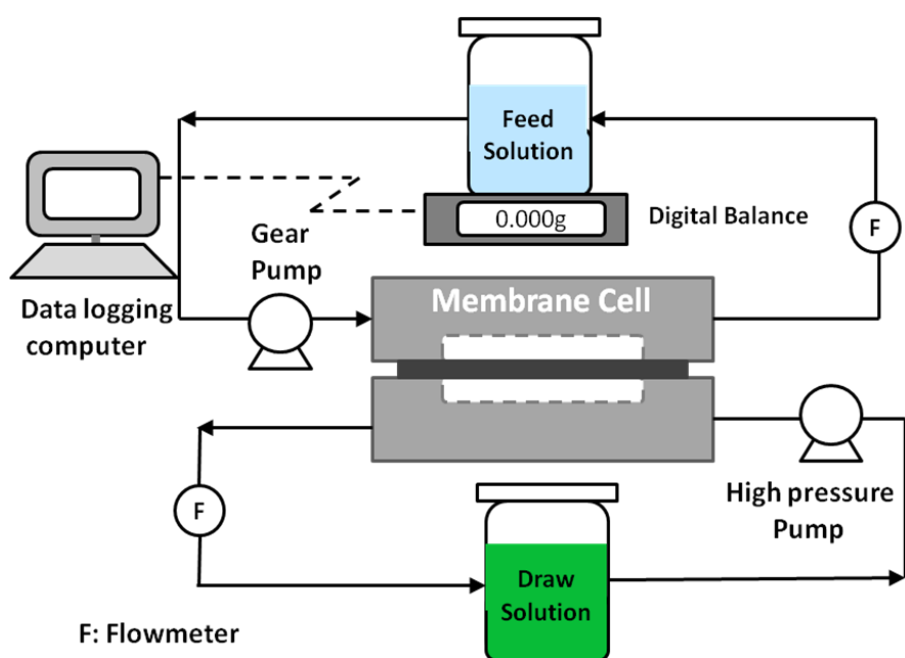 Feed
Solution
0.000g
Digital Balance
F
Gear
Pump
Data logging
computer
Membrane Cell
High pressure
Pump
F
Draw
Solution
F: Flowmeter